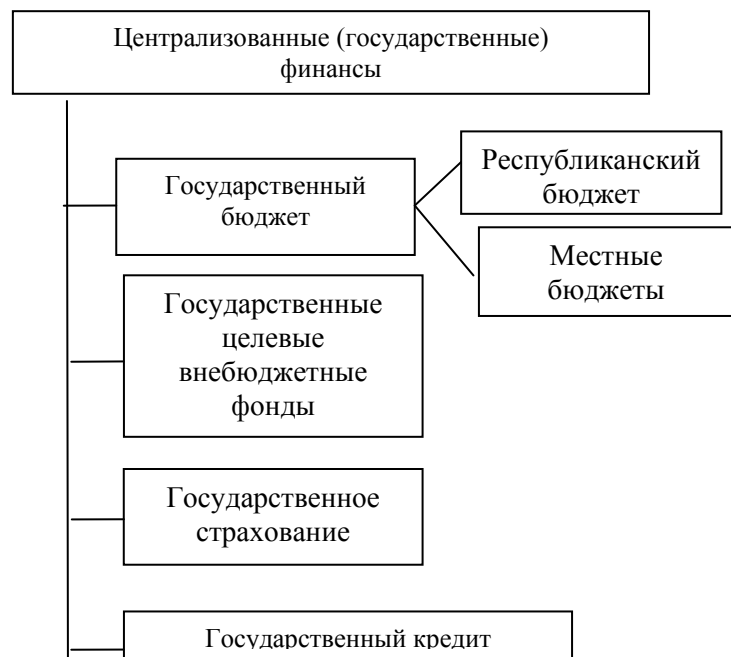 Централизованные (государственные)
финансы
Государственный
бюджет
Республиканский
бюджет
Местные
бюджеты
Государственные
целевые
внебюджетные
фонды
Государственное
страхование
Государственный кредит